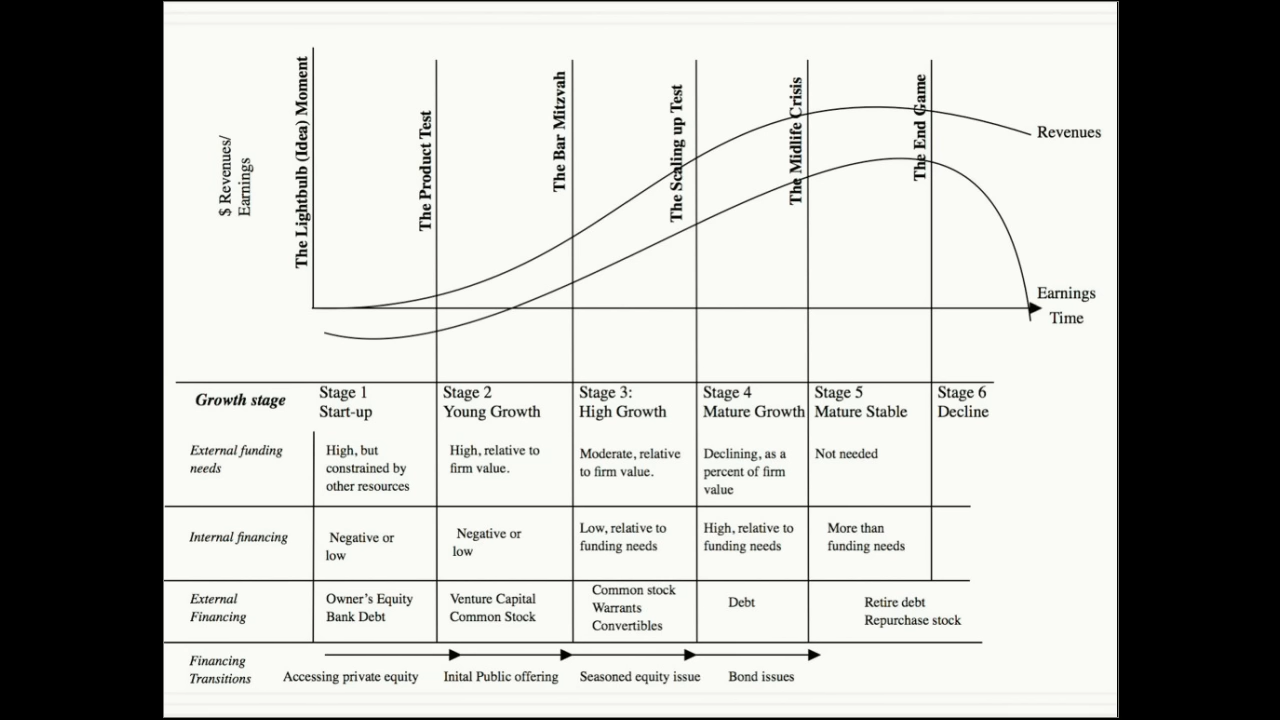 $ Revenues/
Earnings
The Lightbulb (Idea) Moment
The Product Test
The Bar Mitzvah
The Scaling up Test
The Midlife Crisis
The End Game
Revenues
Earnings
Time
Growth stage
Stage 1
Start-up
Stage 2
Young Growth
Stage 3:
High Growth
Stage 4
Mature Growth
Stage 5
Mature Stable
Stage 6
Decline
External funding
needs
High, but
constrained by
other resources
High, relative to
firm value.
Moderate, relative
to firm value.
Declining, as a
percent of firm
value
Not needed
Internal financing
Negative or
low
Negative or
low
Low, relative to
funding needs
High, relative to
funding needs
More than
funding needs
External
Financing
Owner's Equity
Bank Debt
Venture Capital
Common Stock
Common stock
Warrants
Convertibles
Debt
Retire debt
Repurchase stock
Financing
Transitions
Accessing private equity
Inital Public offering
Seasoned equity issue
Bond issues